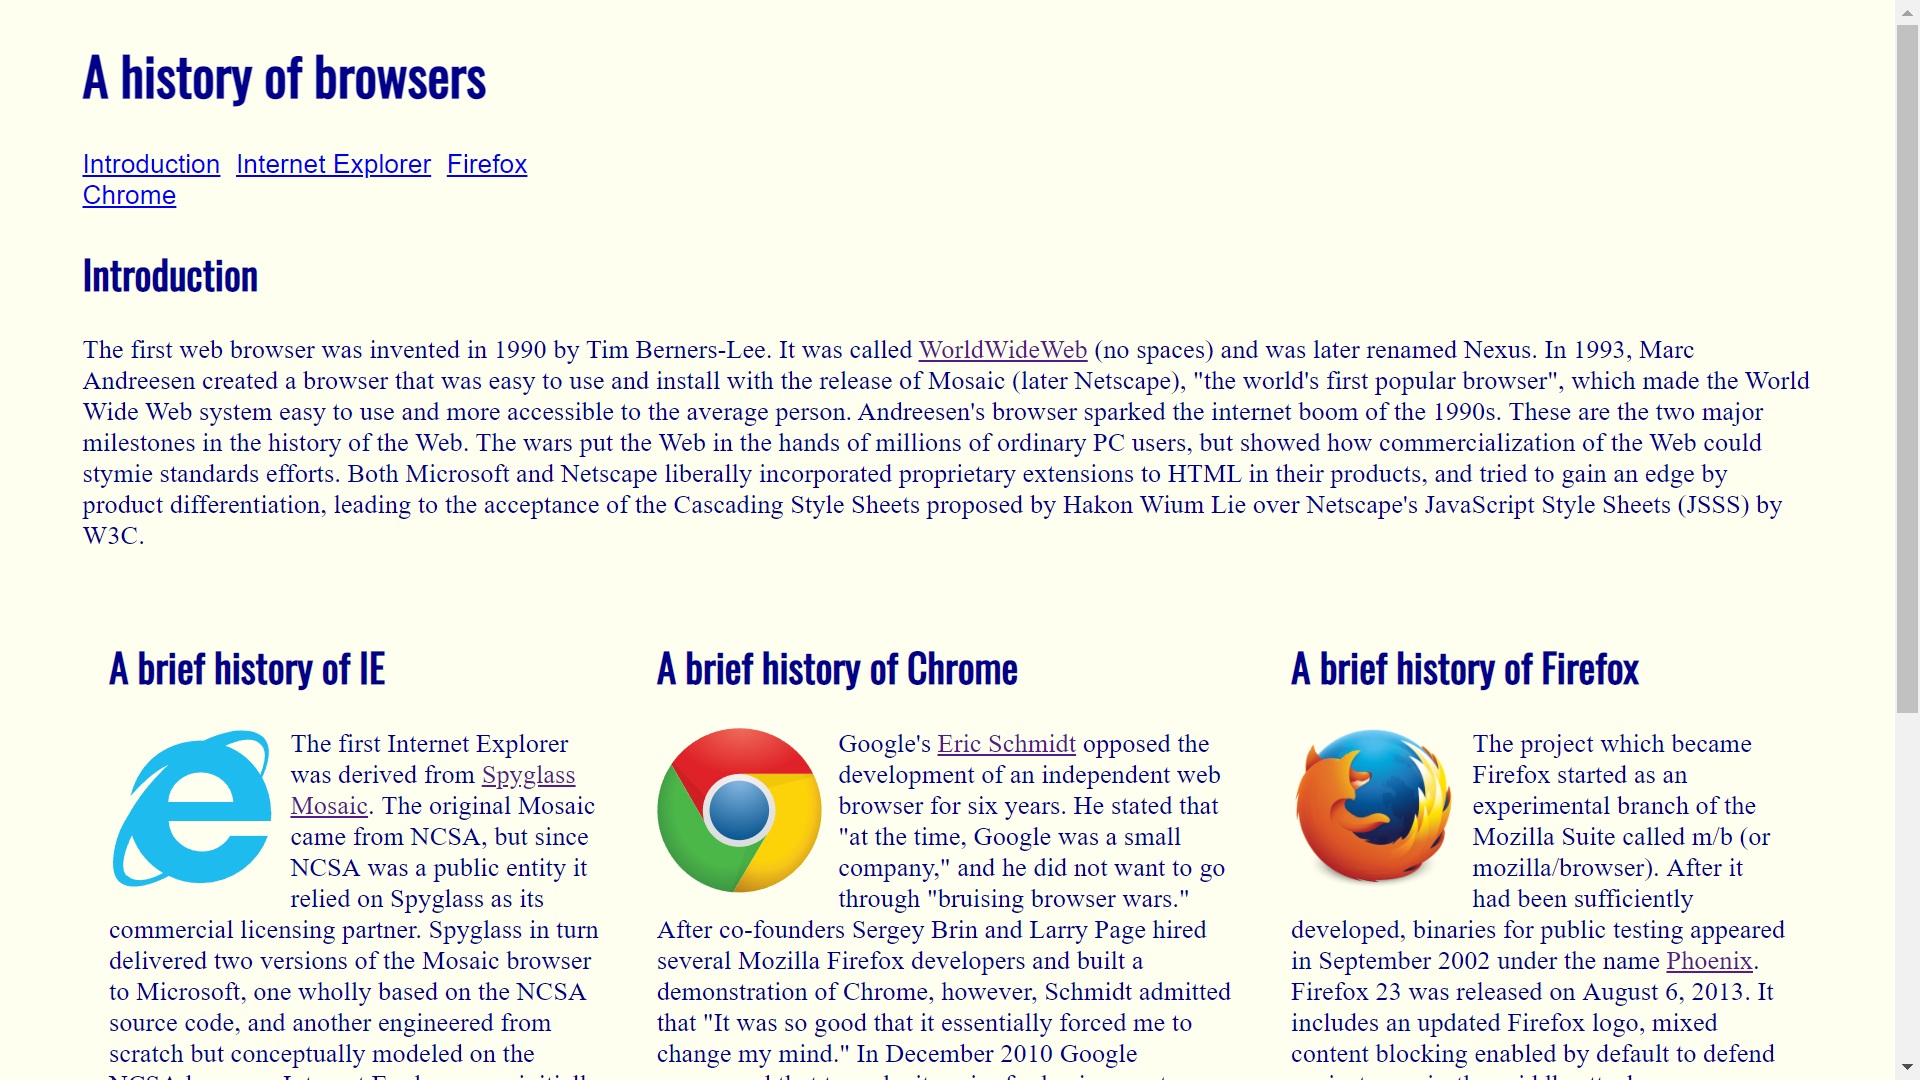 A history of browsers
Introduction Internet Explorer Firefox
Chrome
Introduction
The first web browser was invented in 1990 by Tim Berners-Lee. It was called WorldWideWeb (no spaces) and was later renamed Nexus. In 1993, Marc
Andreesen created a browser that was easy to use and install with the release of Mosaic (later Netscape), "the world's first popular browser", which made the World
Wide Web system easy to use and more accessible to the average person. Andreesen's browser sparked the internet boom of the 1990s. These are the two major
milestones in the history of the Web. The wars put the Web in the hands of millions of ordinary PC users, but showed how commercialization of the Web could
stymie standards efforts. Both Microsoft and Netscape liberally incorporated proprietary extensions to HTML in their products, and tried to gain an edge by
product differentiation, leading to the acceptance of the Cascading Style Sheets proposed by Hakon Wium Lie over Netscape's JavaScript Style Sheets (JSSS) by
W3C.
A brief history of IE
The first Internet Explorer
was derived from Spyglass
Mosaic. The original Mosaic
came from NCSA, but since
NCSA was a public entity it
relied on Spyglass as its
commercial licensing partner. Spyglass in turn
delivered two versions of the Mosaic browser
to Microsoft, one wholly based on the NCSA
source code, and another engineered from
scratch but conceptually modeled on the
A brief history of Chrome
Google's Eric Schmidt opposed the
development of an independent web
browser for six years. He stated that
"at the time, Google was a small
company," and he did not want to go
through "bruising browser wars."
After co-founders Sergey Brin and Larry Page hired
several Mozilla Firefox developers and built a
demonstration of Chrome, however, Schmidt admitted
that "It was so good that it essentially forced me to
change my mind." In December 2010 Google
A brief history of Firefox
The project which became
Firefox started as an
experimental branch of the
Mozilla Suite called m/b (or
mozilla/browser). After it
had been sufficiently
developed, binaries for public testing appeared
in September 2002 under the name Phoenix.
Firefox 23 was released on August 6, 2013. It
includes an updated Firefox logo, mixed
content blocking enabled by default to defend